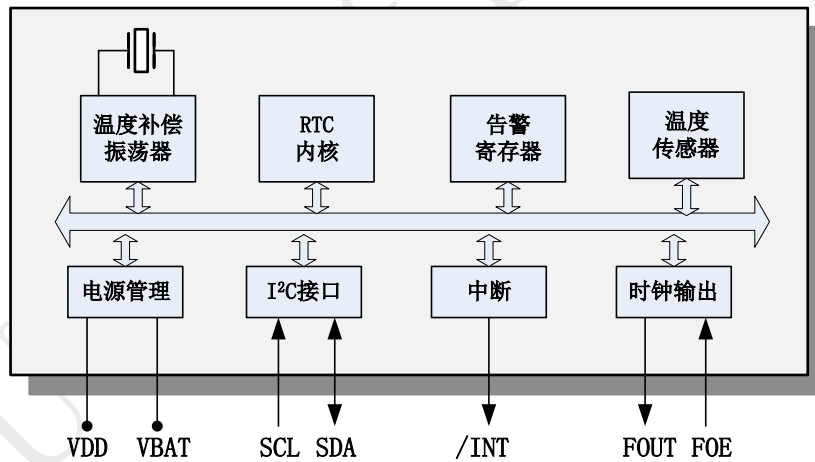 温度补偿
振荡器
RTC
内核
告警
寄存器
温度
传感器
电源管理
I²C接口
中断
时钟输出
VDD VBAT SCL SDA /INT FOUT FOE